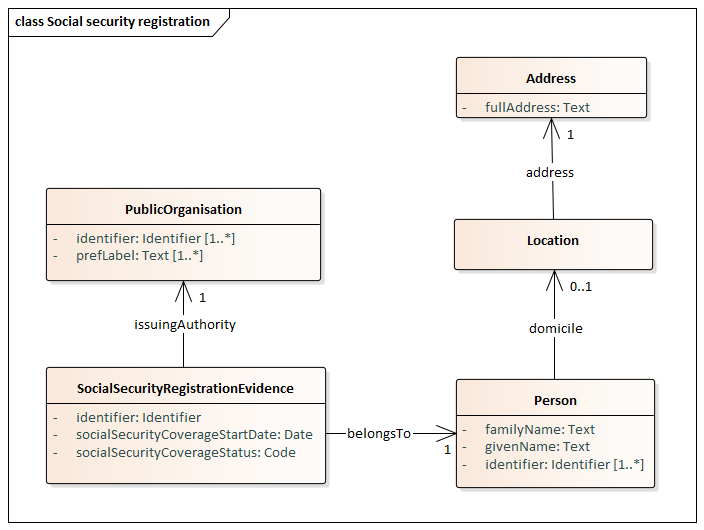 class Social security registration
Address
- fullAddress: Text
1
address
PublicOrganisation
- identifier: Identifier [1..*]
- prefLabel: Text [1..*]
Location
1
0..1
issuingAuthority
domicile
SocialSecurityRegistrationEvidence
- identifier: Identifier
- socialSecurityCoverageStartDate: Date
- socialSecurityCoverageStatus: Code
belongsTo
1
Person
- familyName: Text
- givenName: Text
- identifier: Identifier [1..*]